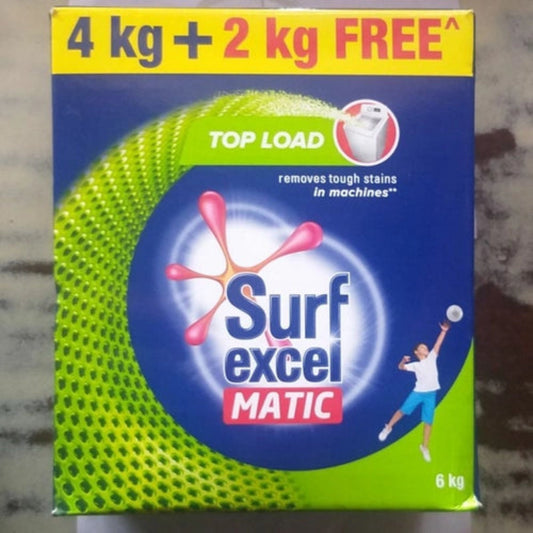 4 kg + 2 kg FREE^
TOP LOAD
removes tough stains
in machines**
Surf
excel
MATIC
6 kg